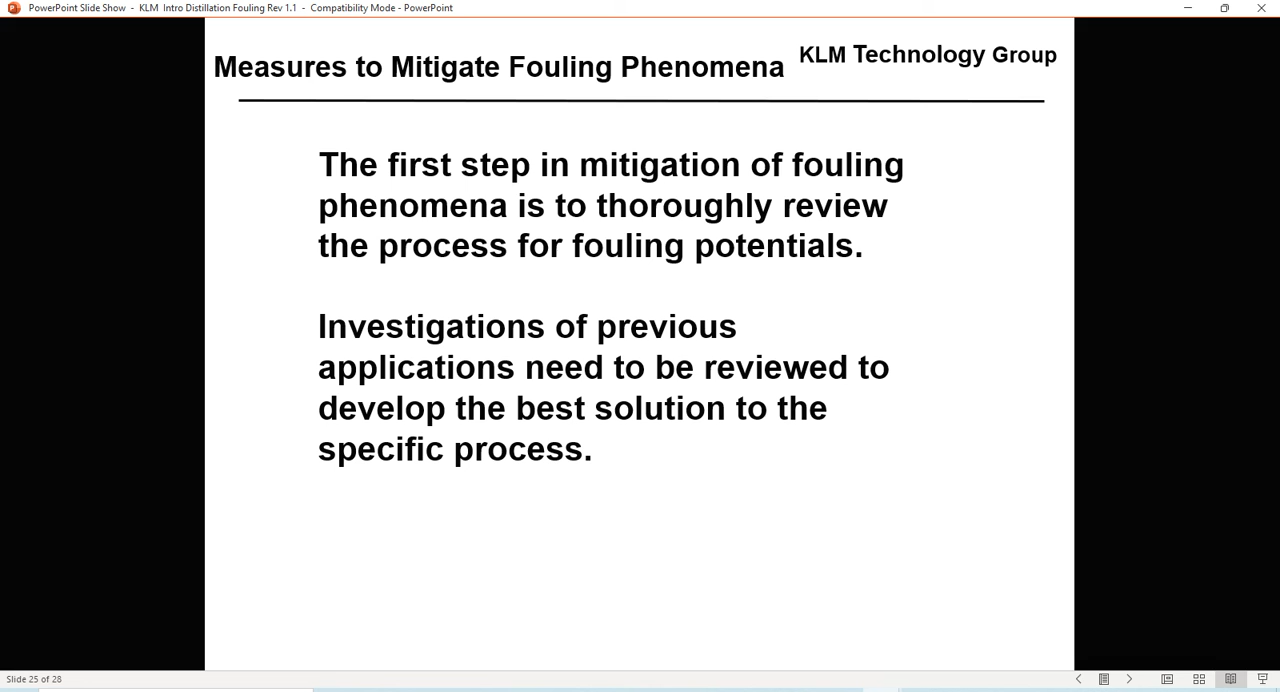 PowerPoint Slide Show - KLM Intro Distillation Fouling Rev 1.1 - Compatibility Mode - PowerPoint
Measures to Mitigate Fouling Phenomena
KLM Technology Group
The first step in mitigation of fouling
phenomena is to thoroughly review
the process for fouling potentials.
Investigations of previous
applications need to be reviewed to
develop the best solution to the
specific process.
Slide 25 of 28